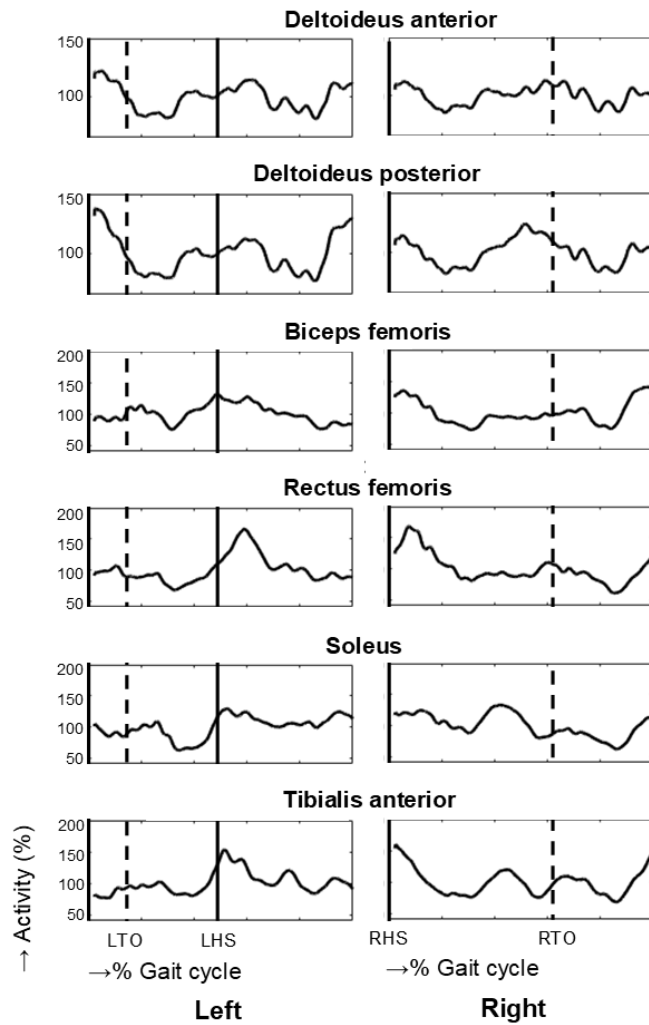 Deltoideus anterior
150
100
Deltoideus posterior
150
100
Biceps femoris
200
150
100
50
Rectus femoris
200
150
100
50
Soleus
200
150
100
50
Tibialis anterior
200
150
100
50
→ Activity (%)
LTO LHS RHS RTO
→% Gait cycle →% Gait cycle
Left Right